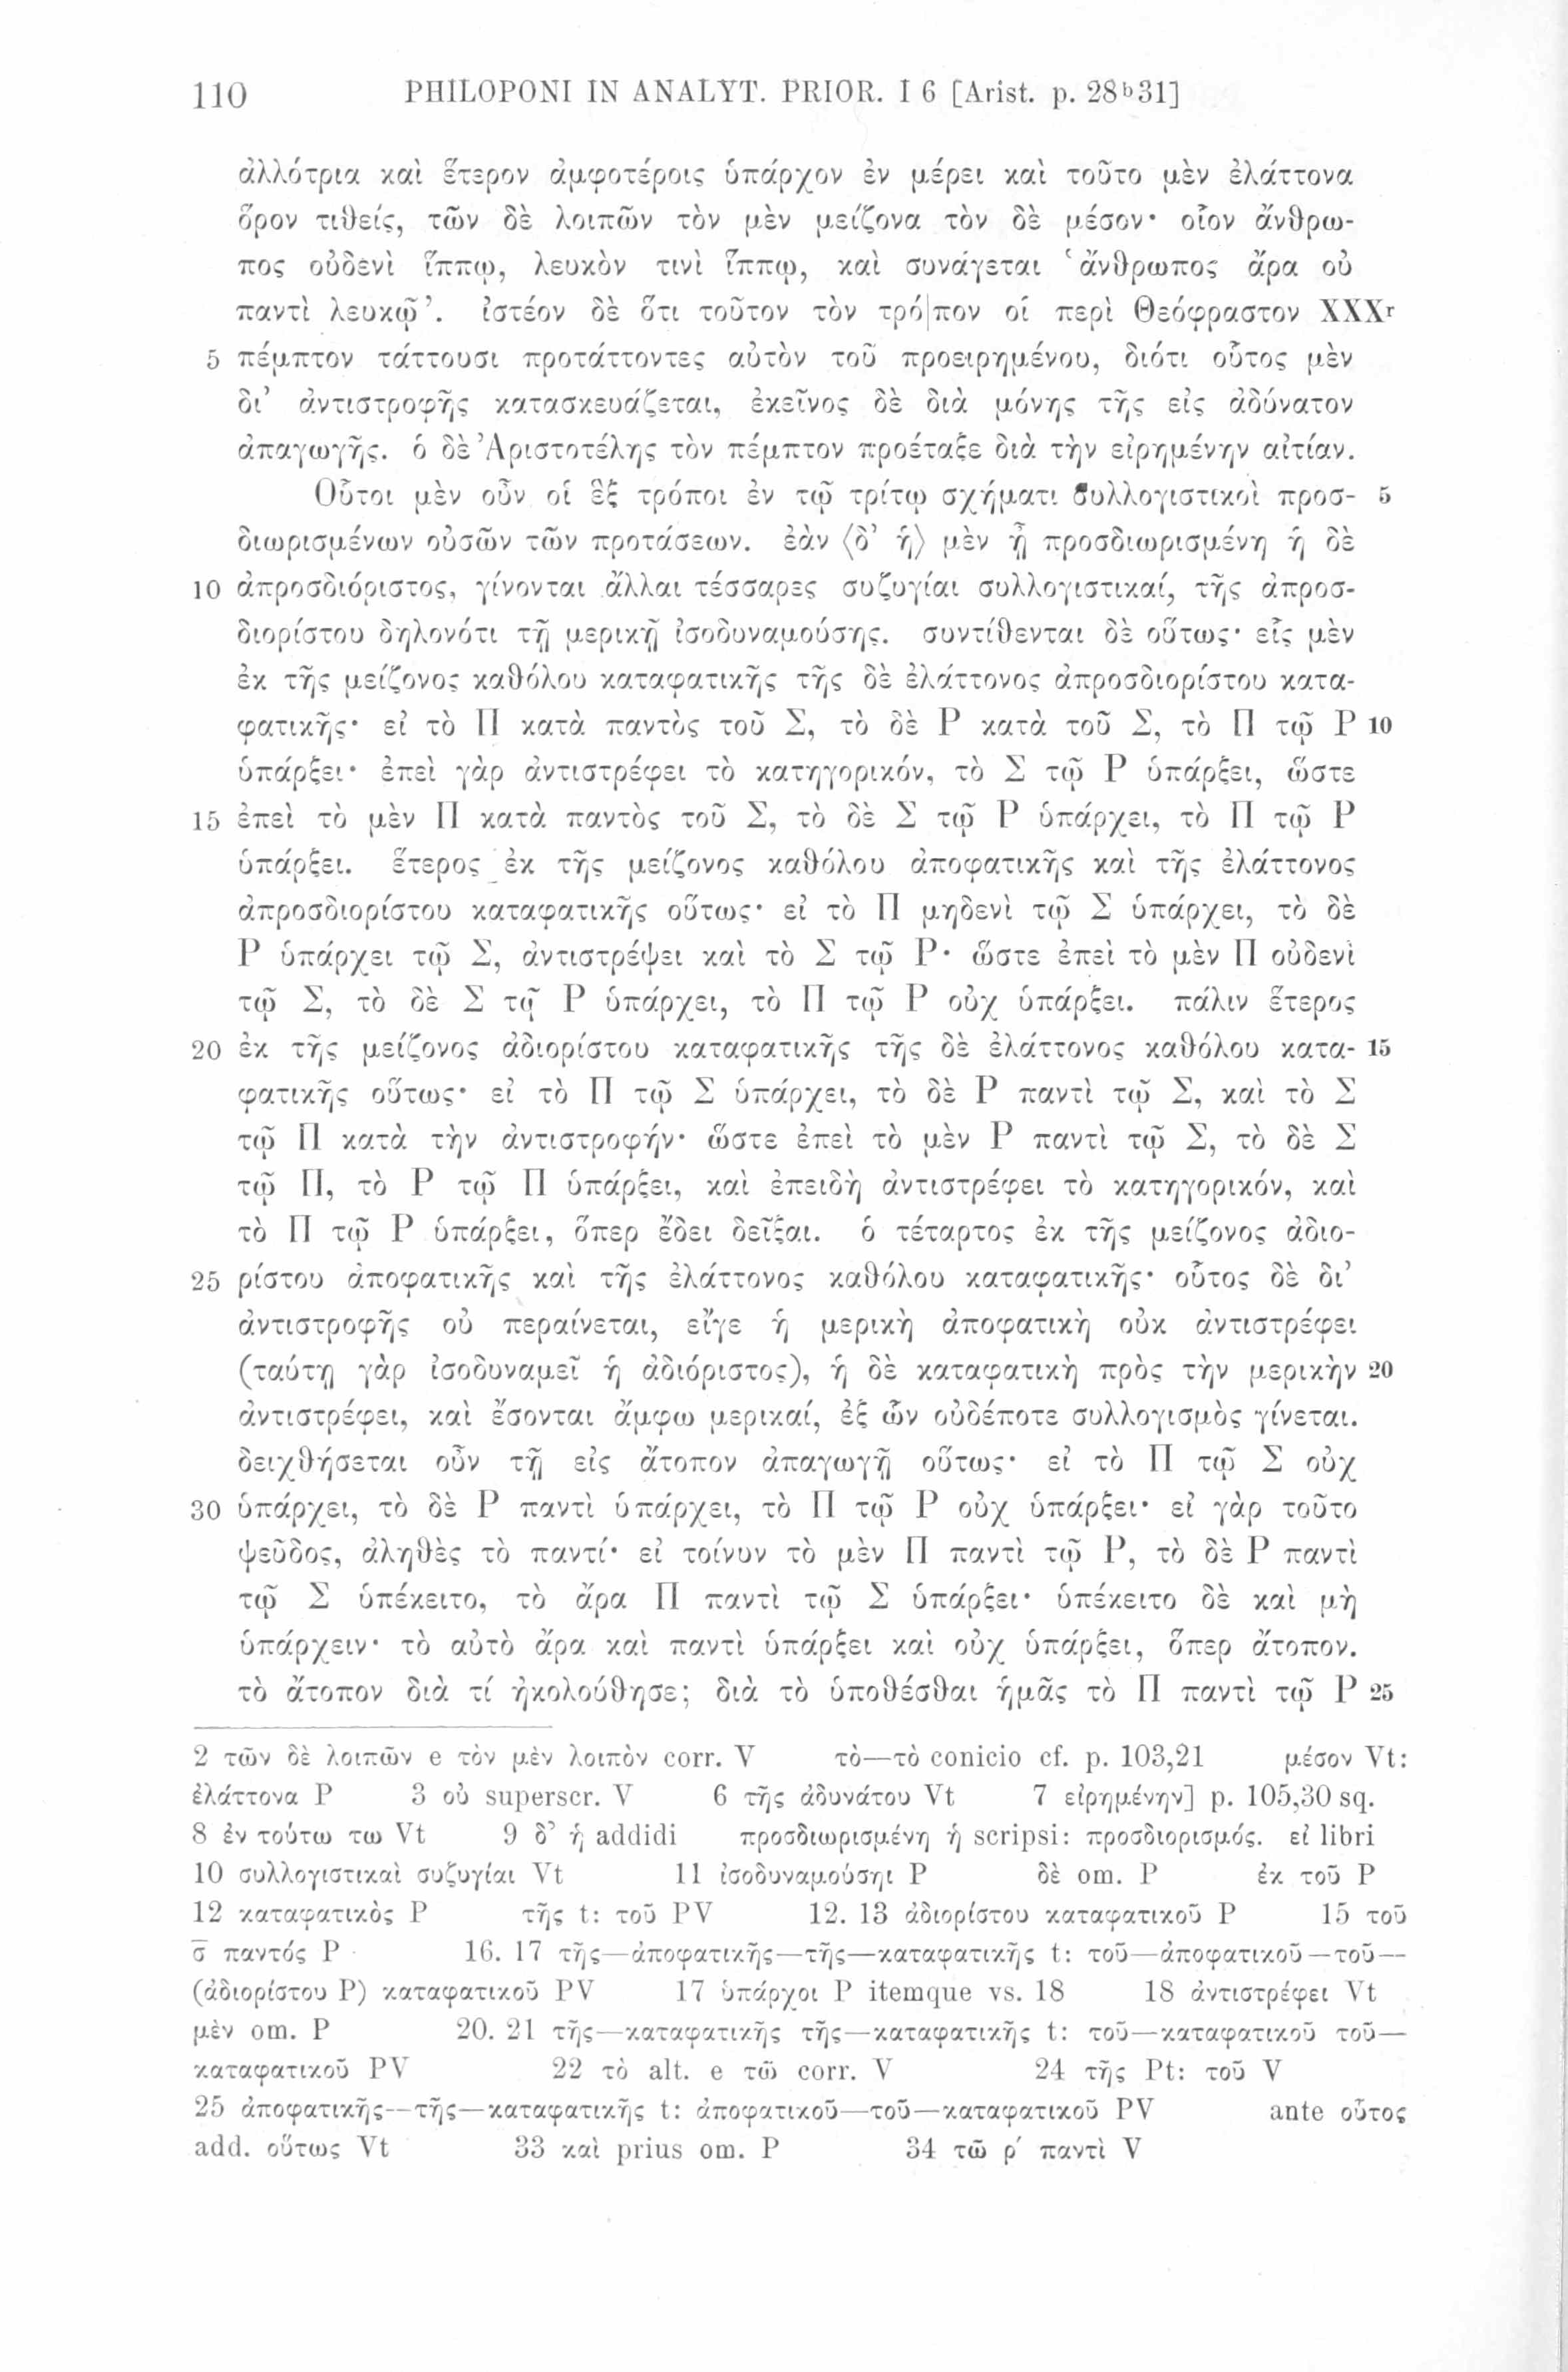 110 PHILOPONI IN ANALYT. PRIOR. I 6 [Arist. p. 28ᵇ31]
ἀλλότρια καὶ ἕτερον ἀμφοτέροις ὑπάρχον ἐν μέρει καὶ τοῦτο μὲν ἐλάττονα
ὅρον τιθείς, τῶν δὲ λοιπῶν τὸν μὲν μείζονα τὸν δὲ μέσον· οἷον ἄνθρω-
πος οὐδενὶ ἵππῳ, λευκὸν τινὶ ἵππῳ, καὶ συνάγεται ‘ἄνθρωπος ἄρα οὐ
παντὶ λευκῷ’. ἰστέον δὲ ὅτι τοῦτον τὸν τρό|πον οἱ περὶ Θεόφραστον XXXʳ
5 πέμπτον τάττουσι προτάττοντες αὐτὸν τοῦ προειρημένου, διότι οὗτος μὲν
δι’ ἀντιστροφῆς κατασκευάζεται, ἐκεῖνος δὲ διὰ μόνης τῆς εἰς ἀδύνατον
ἀπαγωγῆς. ὁ δὲ Ἀριστοτέλης τὸν πέμπτον προέταξε διὰ τὴν εἰρημένην αἰτίαν.
Οὗτοι μὲν οὖν οἱ ἓξ τρόποι ἐν τῷ τρίτῳ σχήματι συλλογιστικοὶ προσ- 5
διωρισμένων οὐσῶν τῶν προτάσεων. ἐὰν ⟨δ’ ἡ⟩ μὲν ᾖ προσδιωρισμένη ἡ δὲ
10 ἀπροσδιόριστος, γίνονται ἄλλαι τέσσαρες συζυγίαι συλλογιστικαί, τῆς ἀπροσ-
διορίστου δηλονότι τῇ μερικῇ ἰσοδυναμούσης. συντίθενται δὲ οὕτως· εἷς μὲν
ἐκ τῆς μείζονος καθόλου καταφατικῆς τῆς δὲ ἐλάττονος ἀπροσδιορίστου κατα-
φατικῆς· εἰ τὸ Π κατὰ παντὸς τοῦ Σ, τὸ δὲ Ρ κατὰ τοῦ Σ, τὸ Π τῷ Ρ 10
ὑπάρξει· ἐπεὶ γὰρ ἀντιστρέφει τὸ κατηγορικόν, τὸ Σ τῷ Ρ ὑπάρξει, ὥστε
15 ἐπεὶ τὸ μὲν Π κατὰ παντὸς τοῦ Σ, τὸ δὲ Σ τῷ Ρ ὑπάρχει, τὸ Π τῷ Ρ
ὑπάρξει. ἕτερος ἐκ τῆς μείζονος καθόλου ἀποφατικῆς καὶ τῆς ἐλάττονος
ἀπροσδιορίστου καταφατικῆς οὕτως· εἰ τὸ Π μηδενὶ τῷ Σ ὑπάρχει, τὸ δὲ
Ρ ὑπάρχει τῷ Σ, ἀντιστρέψει καὶ τὸ Σ τῷ Ρ· ὥστε ἐπεὶ τὸ μὲν Π οὐδενὶ
τῷ Σ, τὸ δὲ Σ τῷ Ρ ὑπάρχει, τὸ Π τῷ Ρ οὐχ ὑπάρξει. πάλιν ἕτερος
20 ἐκ τῆς μείζονος ἀδιορίστου καταφατικῆς τῆς δὲ ἐλάττονος καθόλου κατα- 15
φατικῆς οὕτως· εἰ τὸ Π τῷ Σ ὑπάρχει, τὸ δὲ Ρ παντὶ τῷ Σ, καὶ τὸ Σ
τῷ Π κατὰ τὴν ἀντιστροφήν· ὥστε ἐπεὶ τὸ μὲν Ρ παντὶ τῷ Σ, τὸ δὲ Σ
τῷ Π, τὸ Ρ τῷ Π ὑπάρξει, καὶ ἐπειδὴ ἀντιστρέφει τὸ κατηγορικόν, καὶ
τὸ Π τῷ Ρ ὑπάρξει, ὅπερ ἔδει δεῖξαι. ὁ τέταρτος ἐκ τῆς μείζονος ἀδιο-
25 ρίστου ἀποφατικῆς καὶ τῆς ἐλάττονος καθόλου καταφατικῆς· οὗτος δὲ δι’
ἀντιστροφῆς οὐ περαίνεται, εἴγε ἡ μερικὴ ἀποφατικὴ οὐκ ἀντιστρέφει
(ταύτῃ γὰρ ἰσοδυναμεῖ ἡ ἀδιόριστος), ἡ δὲ καταφατικὴ πρὸς τὴν μερικὴν 20
ἀντιστρέφει, καὶ ἔσονται ἄμφω μερικαί, ἐξ ὧν οὐδέποτε συλλογισμὸς γίνεται.
δειχθήσεται οὖν τῇ εἰς ἄτοπον ἀπαγωγῇ οὕτως· εἰ τὸ Π τῷ Σ οὐχ
30 ὑπάρχει, τὸ δὲ Ρ παντὶ ὑπάρχει, τὸ Π τῷ Ρ οὐχ ὑπάρξει· εἰ γὰρ τοῦτο
ψεῦδος, ἀληθὲς τὸ παντί· εἰ τοίνυν τὸ μὲν Π παντὶ τῷ Ρ, τὸ δὲ Ρ παντὶ
τῷ Σ ὑπέκειτο, τὸ ἄρα Π παντὶ τῷ Σ ὑπάρξει· ὑπέκειτο δὲ καὶ μὴ
ὑπάρχειν· τὸ αὐτὸ ἄρα καὶ παντὶ ὑπάρξει καὶ οὐχ ὑπάρξει, ὅπερ ἄτοπον.
τὸ ἄτοπον διὰ τί ἠκολούθησε; διὰ τὸ ὑποθέσθαι ἡμᾶς τὸ Π παντὶ τῷ Ρ 25
2 τῶν δὲ λοιπῶν e τὸν μὲν λοιπὸν corr. V τὸ—τὸ conicio cf. p. 103,21 μέσον Vt:
ἐλάττονα P 3 οὐ superscr. V 6 τῆς ἀδυνάτου Vt 7 εἰρημένην] p. 105,30 sq.
8 ἐν τούτω τω Vt 9 δ’ ἡ addidi προσδιωρισμένη ἡ scripsi: προσδιορισμός. εἰ libri
10 συλλογιστικαὶ συζυγίαι Vt 11 ἰσοδυναμούσηι P δὲ om. P ἐκ τοῦ P
12 καταφατικὸς P τῆς t: τοῦ PV 12. 13 ἀδιορίστου καταφατικοῦ P 15 τοῦ
σ̄ παντός P 16. 17 τῆς—ἀποφατικῆς—τῆς—καταφατικῆς t: τοῦ—ἀποφατικοῦ—τοῦ—
(ἀδιορίστου P) καταφατικοῦ PV 17 ὑπάρχοι P itemque vs. 18 18 ἀντιστρέφει Vt
μὲν om. P 20. 21 τῆς—καταφατικῆς τῆς—καταφατικῆς t: τοῦ—καταφατικοῦ τοῦ—
καταφατικοῦ PV 22 τὸ alt. e τῶ corr. V 24 τῆς Pt: τοῦ V
25 ἀποφατικῆς—τῆς—καταφατικῆς t: ἀποφατικοῦ—τοῦ—καταφατικοῦ PV ante οὗτος
add. οὕτως Vt 33 καὶ prius om. P 34 τῶ ρ′ παντὶ V